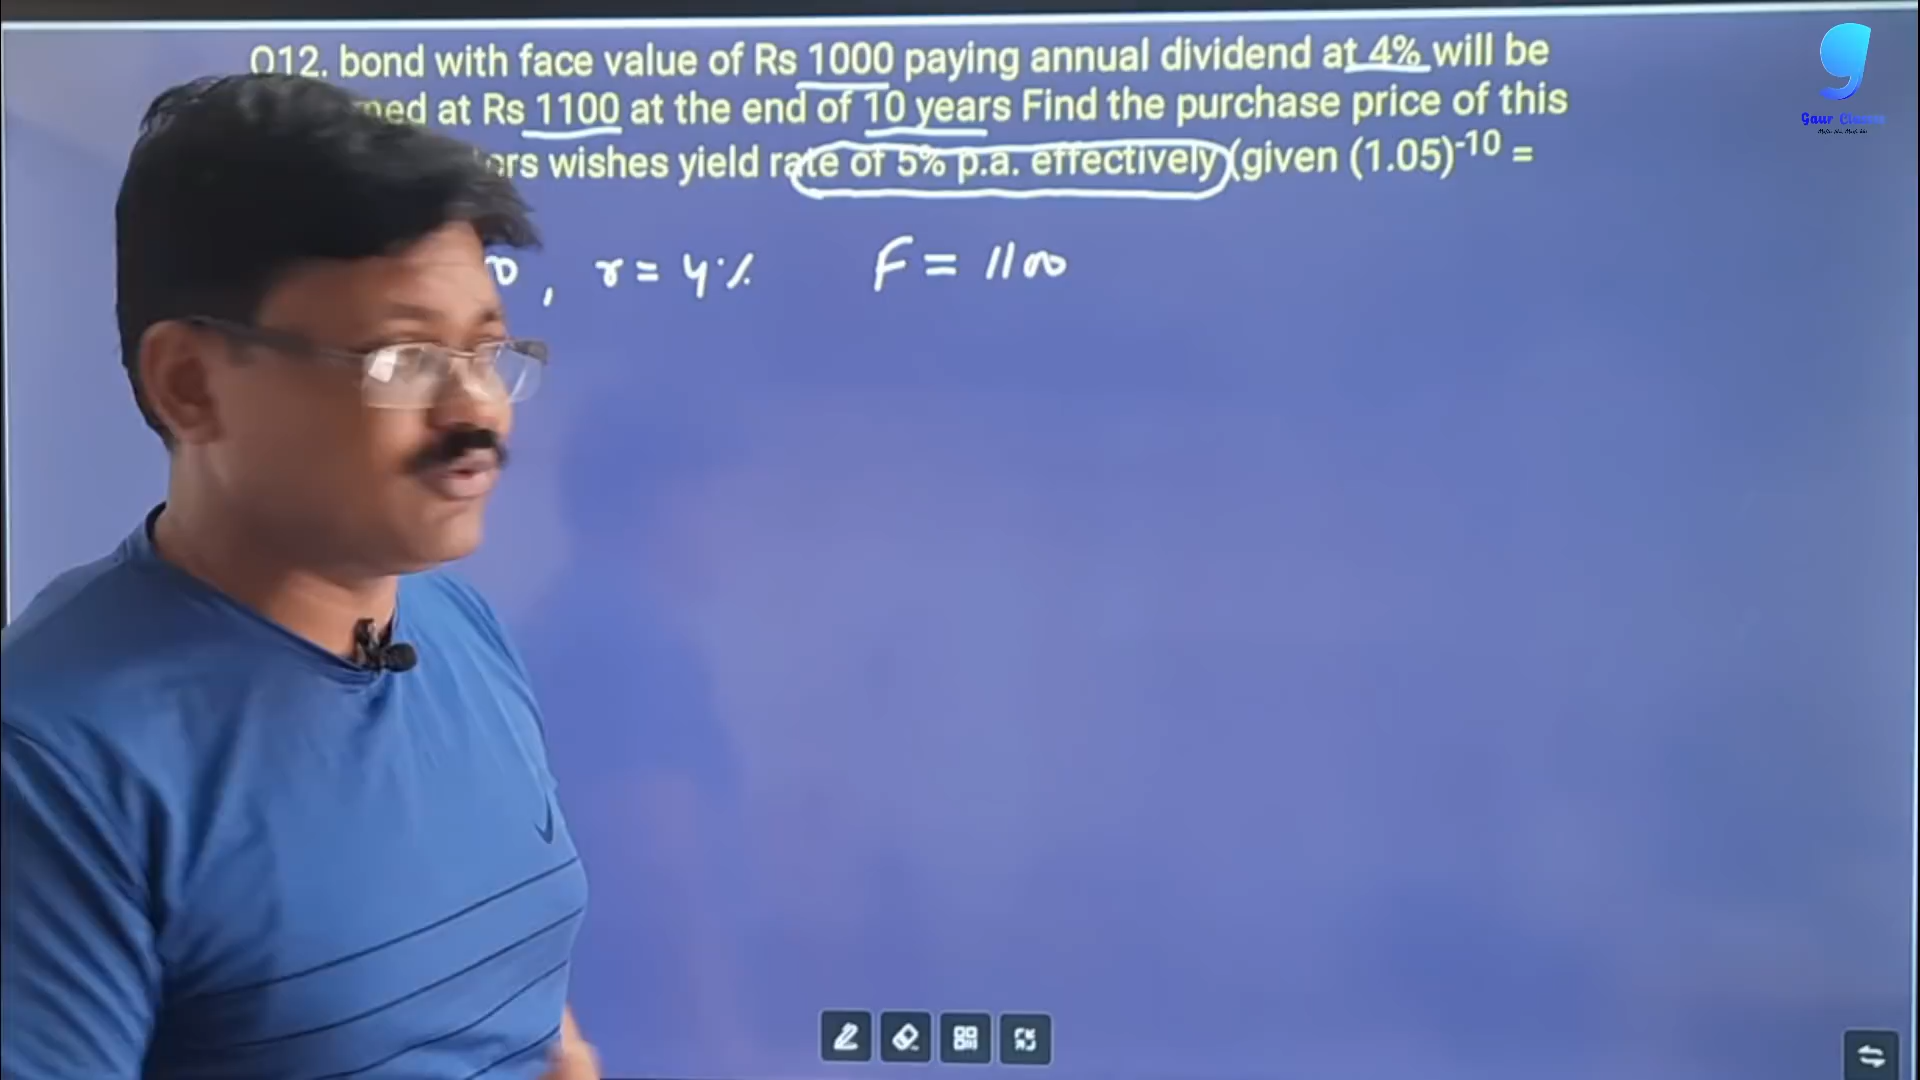 Q12. bond with face value of Rs 1000 paying annual dividend at 4% will be
at Rs 1100 at the end of 10 years Find the purchase price of this
wishes yield rate of 5% p.a. effectively (given (1.05)⁻¹⁰ =
, r = 4% F = 1100
Gaur Classes